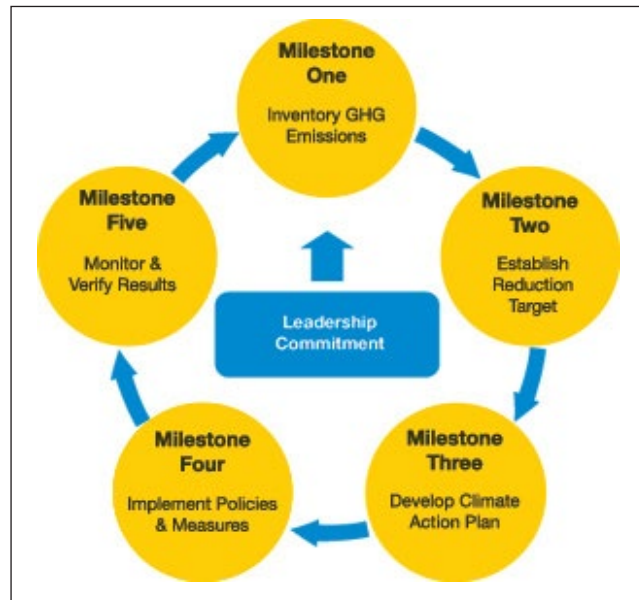 Milestone
One
Inventory GHG
Emissions
Milestone
Two
Establish
Reduction
Target
Milestone
Three
Develop Climate
Action Plan
Milestone
Four
Implement Policies
& Measures
Milestone
Five
Monitor &
Verify Results
Leadership
Commitment